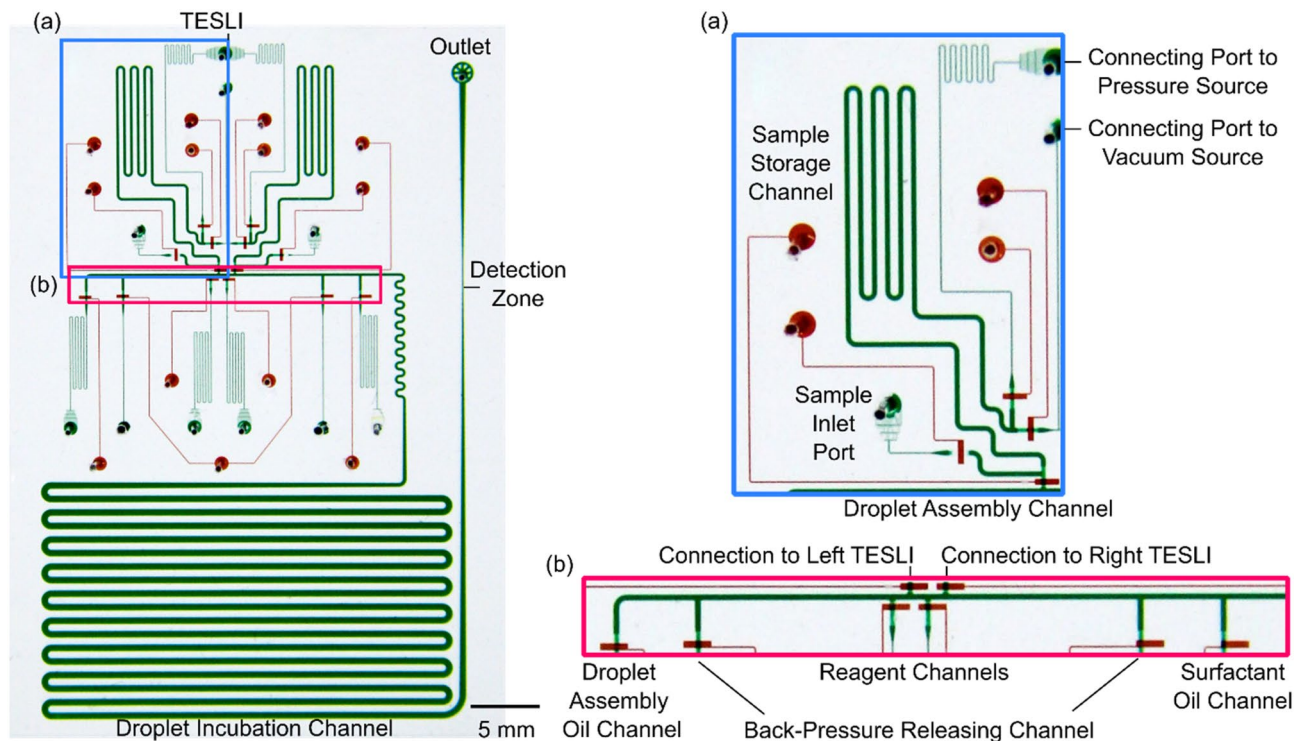 (a)
TESLI
Outlet
(b)
Detection
Zone
Droplet Incubation Channel
5 mm
(a)
Connecting Port to
Pressure Source
Connecting Port to
Vacuum Source
Sample
Storage
Channel
Sample
Inlet
Port
Droplet Assembly Channel
(b)
Connection to Left TESLI
Connection to Right TESLI
Droplet
Assembly
Oil Channel
Reagent Channels
Back-Pressure Releasing Channel
Surfactant
Oil Channel